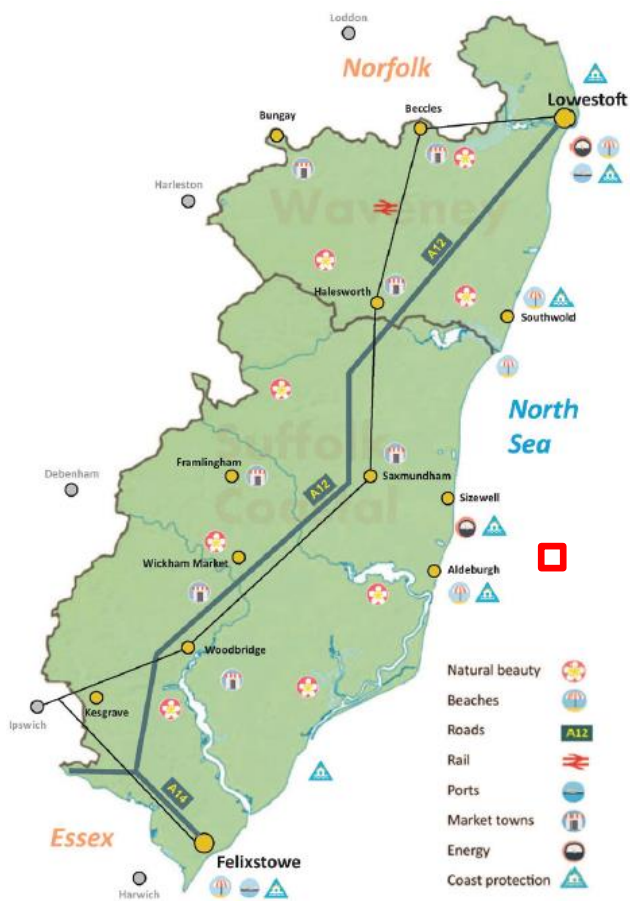 Loddon
Norfolk
Lowestoft
Beccles
Bungay
Harleston
Waveney
A12
Halesworth
Southwold
North
Sea
Suffolk
Coastal
Framlingham
Saxmundham
Debenham
A12
Sizewell
Wickham Market
Aldeburgh
Woodbridge
Natural beauty
Beaches
Ipswich
Kesgrave
Roads A12
Rail
A14
Ports
Market towns
Essex
Energy
Felixstowe
Harwich
Coast protection